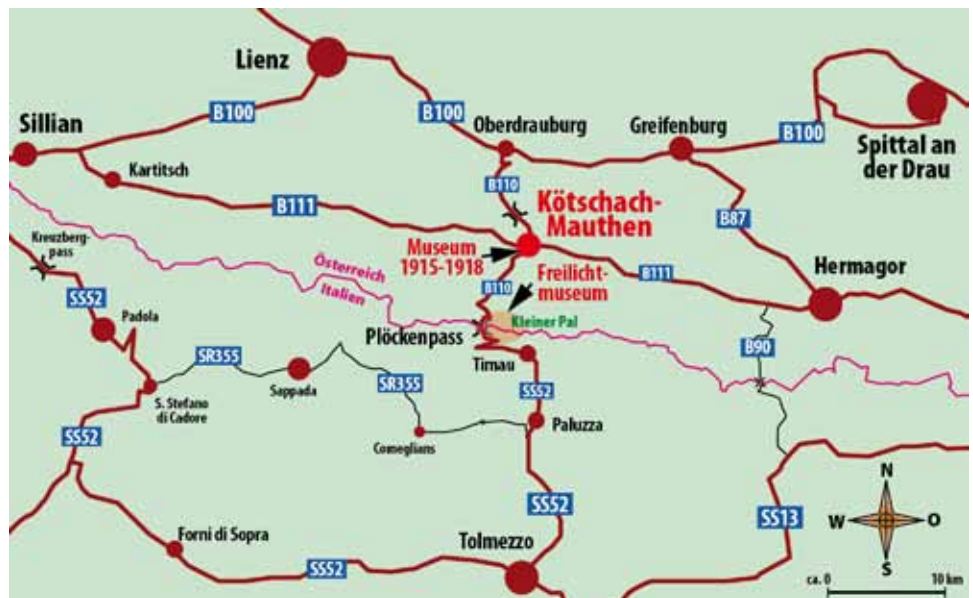 Lienz
B100
B100
Sillian
Oberdrauburg
Greifenburg
B100
Spittal an
der Drau
Kartitsch
B110
B111
Kötschach-
Mauthen
B87
Kreuzberg-
pass
Museum
1915-1918
Österreich
Italien
B111
Hermagor
Freilicht-
museum
B110
SS52
Padola
Plöckenpass
Kleiner Pal
B90
Tirnau
SR355
Sappada
SR355
SS52
S. Stefano
di Cadore
Comeglians
Paluzza
SS52
SS52
SS13
N
W
O
S
Forni di Sopra
Tolmezzo
SS52
ca. 0
10 km